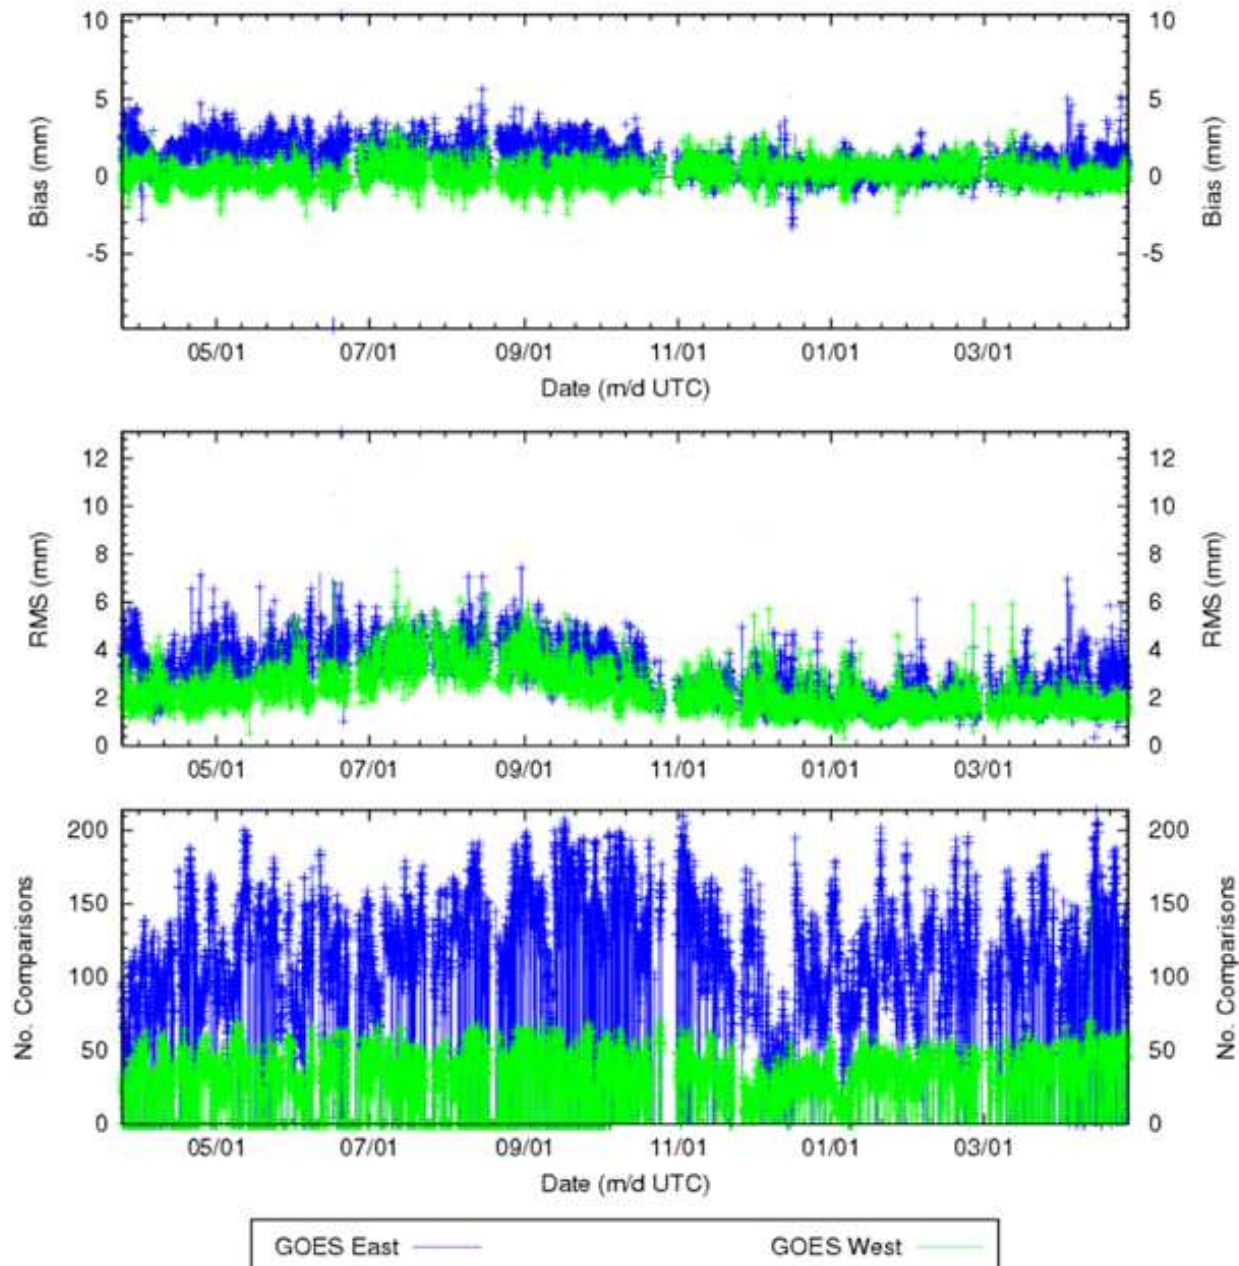 10 10
5 5
Bias (mm) 0 0 Bias (mm)
-5 -5
05/01 07/01 09/01 11/01 01/01 03/01
Date (m/d UTC)
12 12
10 10
8 8
RMS (mm) 6 6 RMS (mm)
4 4
2 2
0 0
05/01 07/01 09/01 11/01 01/01 03/01
200 200
150 150
No. Comparisons 100 100 No. Comparisons
50 50
0 0
05/01 07/01 09/01 11/01 01/01 03/01
Date (m/d UTC)
GOES East GOES West